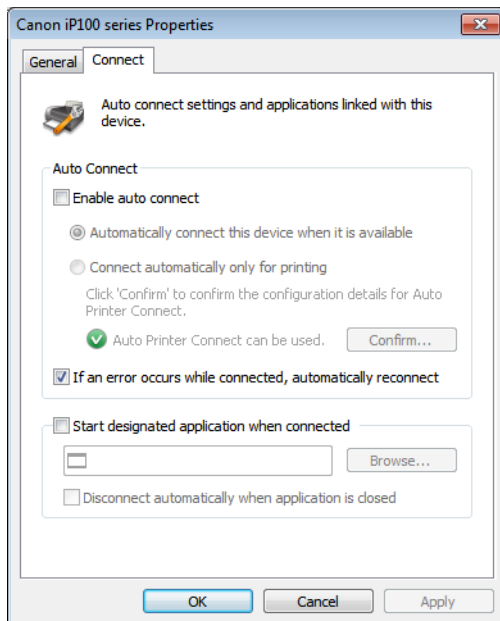 Canon iP100 series Properties
General
Connect
Auto connect settings and applications linked with this
device.
Auto Connect
Enable auto connect
Automatically connect this device when it is available
Connect automatically only for printing
Click 'Confirm' to confirm the configuration details for Auto
Printer Connect.
Auto Printer Connect can be used.
Confirm...
If an error occurs while connected, automatically reconnect
Start designated application when connected
Browse...
Disconnect automatically when application is closed
OK
Cancel
Apply